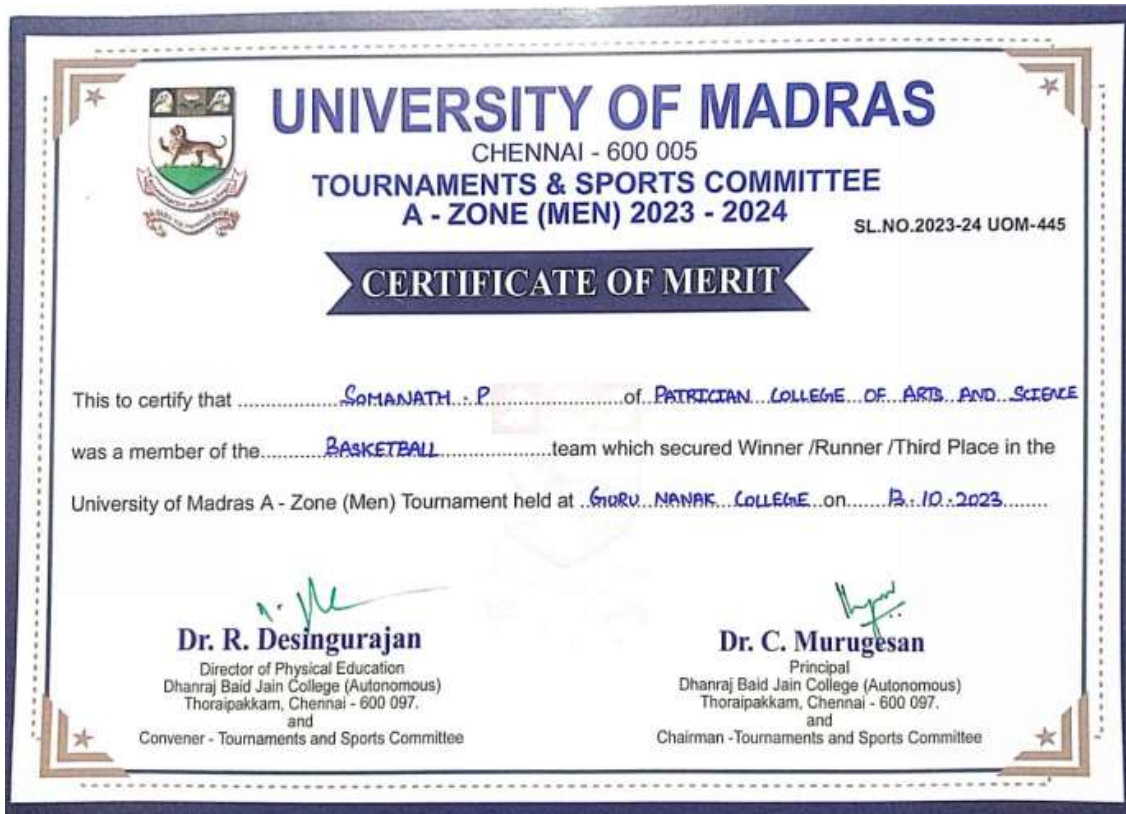 UNIVERSITY OF MADRAS
CHENNAI - 600 005
TOURNAMENTS & SPORTS COMMITTEE
A - ZONE (MEN) 2023 - 2024
SL.NO.2023-24 UOM-445
CERTIFICATE OF MERIT
This to certify that ..........SOMANATH . P..........of PATRICIAN COLLEGE OF ARTS AND SCIENCE
was a member of the..........BASKETBALL..........team which secured Winner /Runner /Third Place in the
University of Madras A - Zone (Men) Tournament held at ..GURU NANAK COLLEGE...on.....13.10.2023........
Dr. R. Desingurajan
Director of Physical Education
Dhanraj Baid Jain College (Autonomous)
Thoraipakkam, Chennai - 600 097.
and
Convener - Tournaments and Sports Committee
Dr. C. Murugesan
Principal
Dhanraj Baid Jain College (Autonomous)
Thoraipakkam, Chennai - 600 097.
and
Chairman -Tournaments and Sports Committee